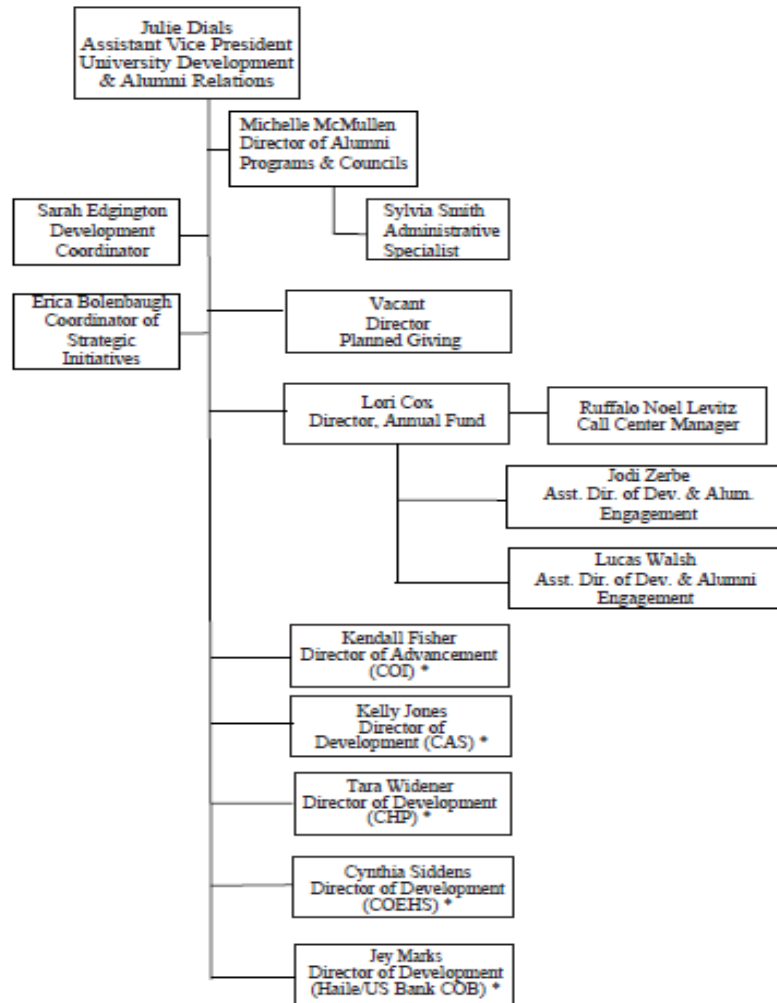 Julie Dials
Assistant Vice President
University Development
& Alumni Relations
Michelle McMullen
Director of Alumni
Programs & Councils
Sarah Edgington
Development
Coordinator
Sylvia Smith
Administrative
Specialist
Erica Bolenbaugh
Coordinator of
Strategic
Initiatives
Vacant
Director
Planned Giving
Lori Cox
Director, Annual Fund
Ruffalo Noel Levitz
Call Center Manager
Jodi Zerbe
Asst. Dir. of Dev. & Alum.
Engagement
Lucas Walsh
Asst. Dir. of Dev. & Alumni
Engagement
Kendall Fisher
Director of Advancement
(COI) *
Kelly Jones
Director of
Development (CAS) *
Tara Widener
Director of Development
(CHP) *
Cynthia Siddens
Director of Development
(COEHS) *
Jey Marks
Director of Development
(Haile/US Bank COB) *